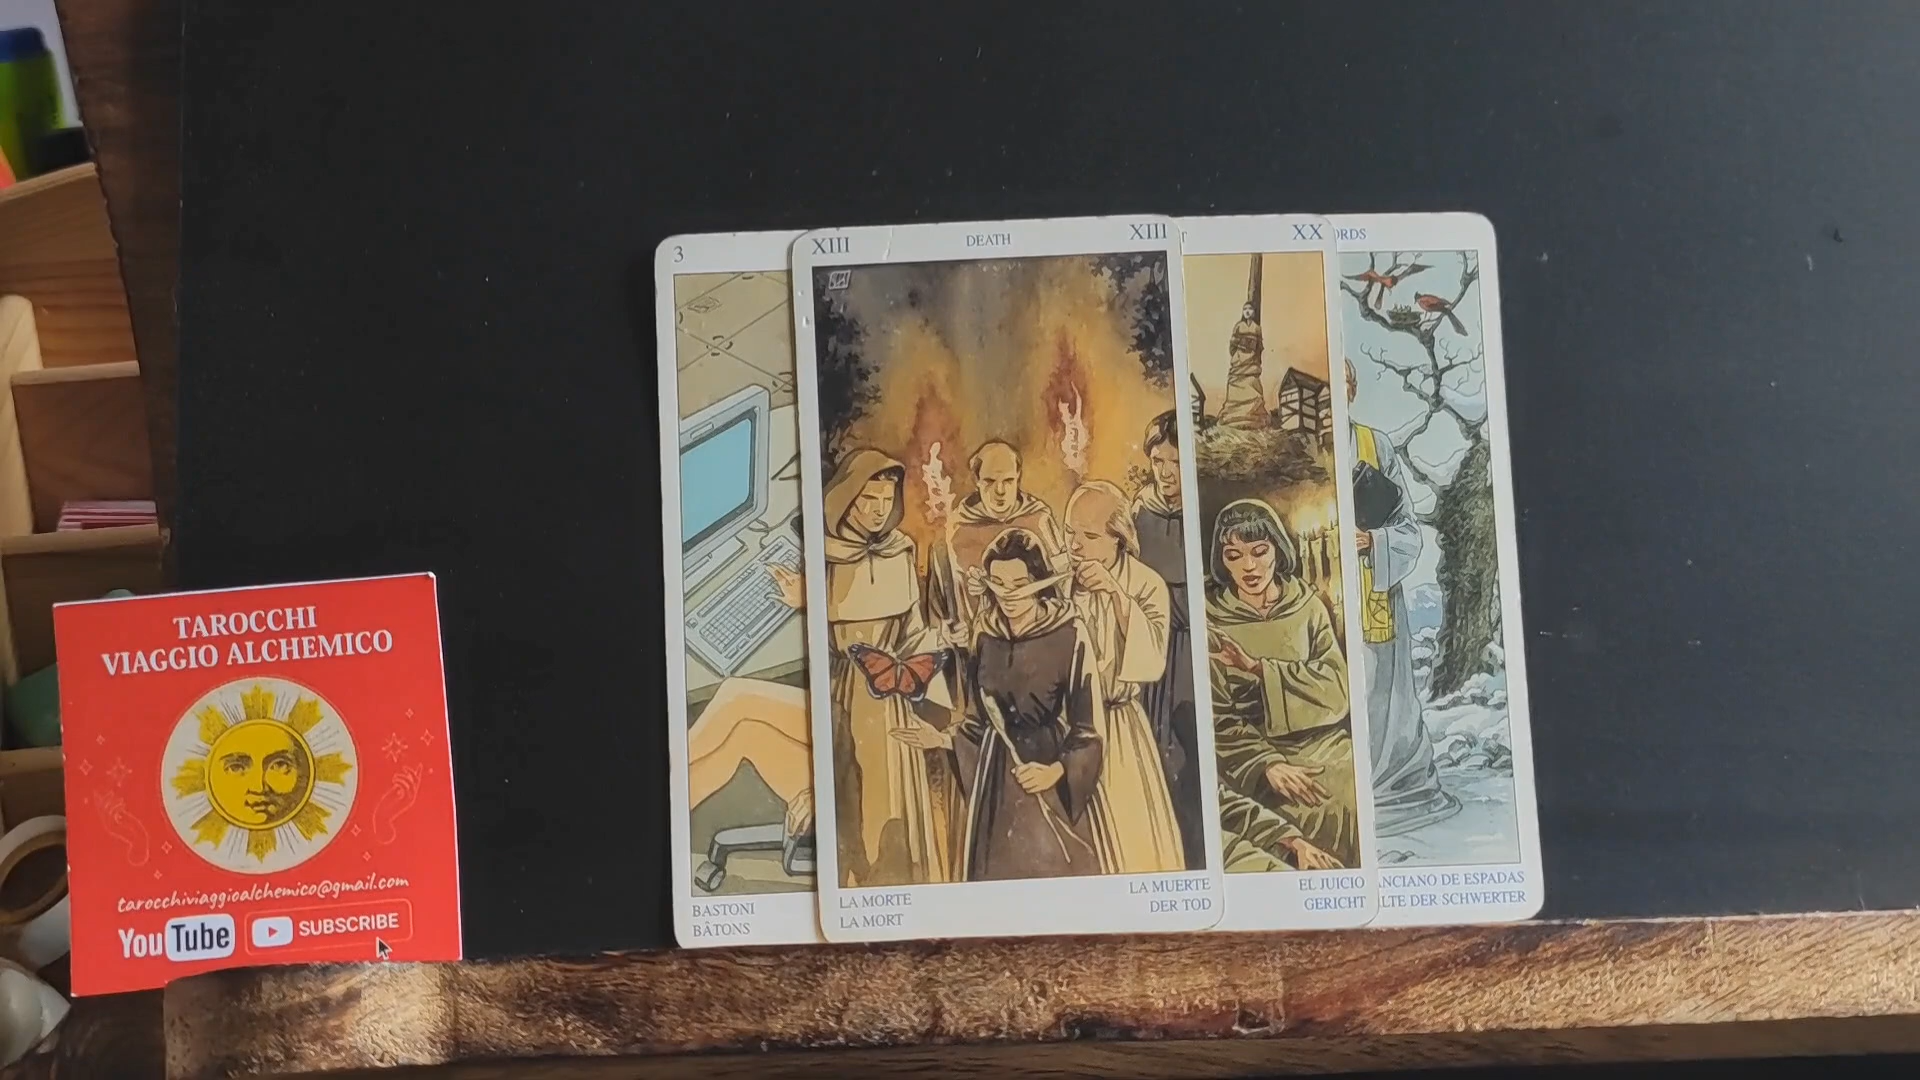 TAROCCHI
VIAGGIO ALCHEMICO
tarocchiviaggioalchemico@gmail.com
YouTube SUBSCRIBE
3
BASTONI
BÂTONS
XIII DEATH XIII
LA MORTE
LA MORT
LA MUERTE
DER TOD
T XX
EL JUICIO
GERICHT
ORDS
ANCIANO DE ESPADAS
LTE DER SCHWERTER